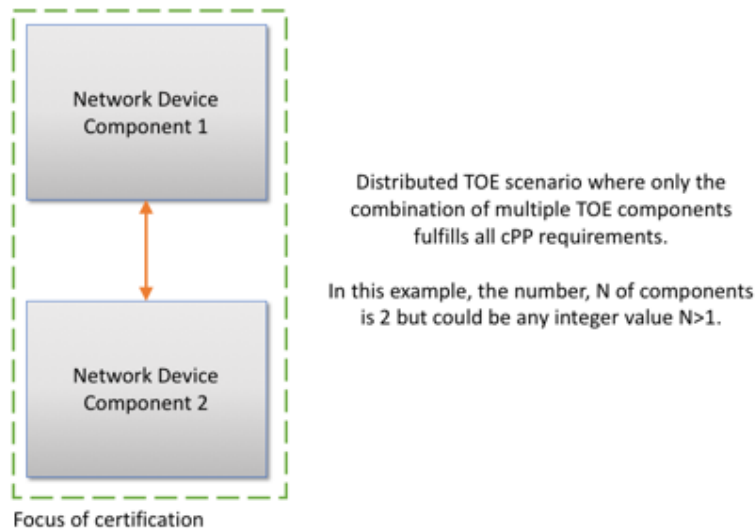 Network Device
Component 1
Distributed TOE scenario where only the
combination of multiple TOE components
fulfills all cPP requirements.
In this example, the number, N of components
is 2 but could be any integer value N>1.
Network Device
Component 2
Focus of certification